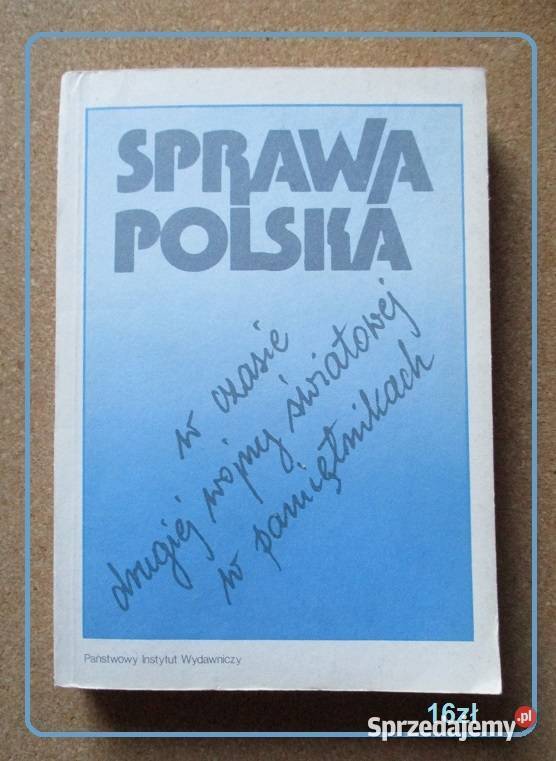 SPRAWA
POLSKA
w czasie
drugiej wojny światowej
w pamiętnikach
Państwowy Instytut Wydawniczy
16zł
Sprzedajemy.pl